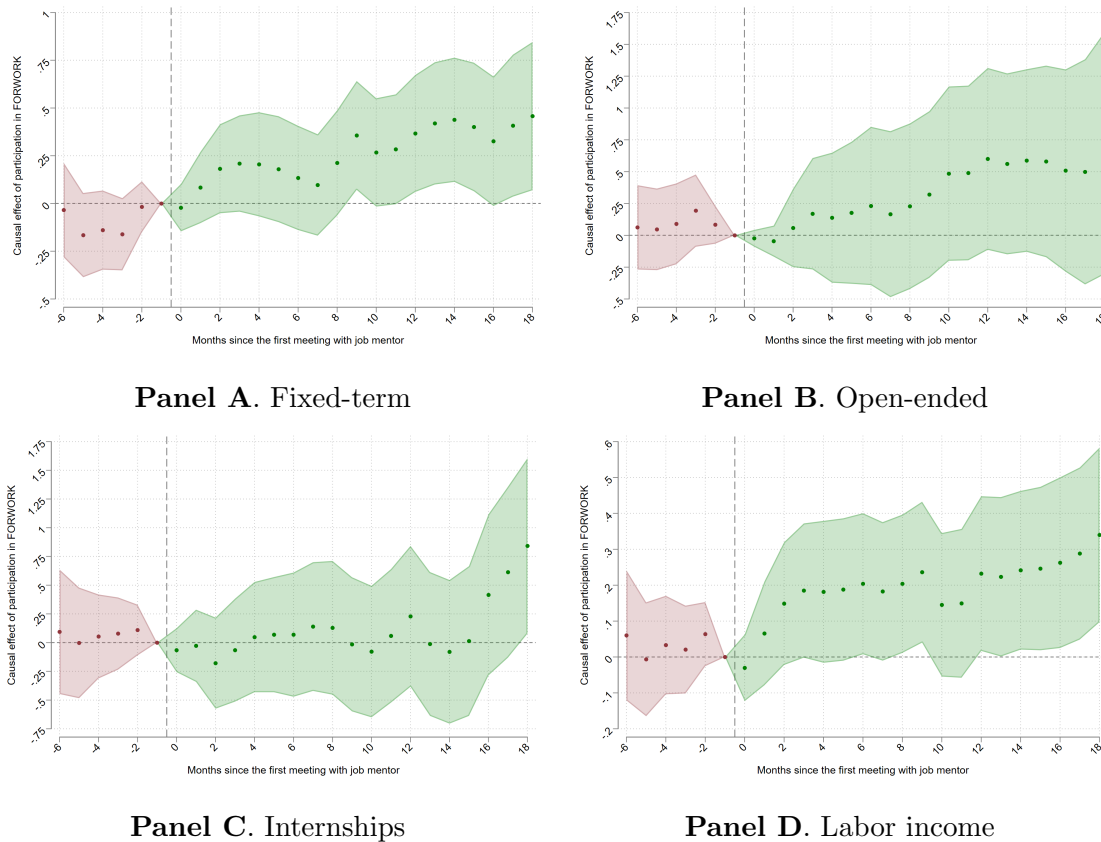 Causal effect of participation in FORWORK
1
.75
.5
.25
0
-.25
-.5
-6 -4 -2 0 2 4 6 8 10 12 14 16 18
Months since the first meeting with job mentor
Panel A. Fixed-term
Causal effect of participation in FORWORK
1.75
1.5
1.25
1
.75
.5
.25
0
-.25
-.5
-6 -4 -2 0 2 4 6 8 10 12 14 16 18
Months since the first meeting with job mentor
Panel B. Open-ended
Causal effect of participation in FORWORK
1.75
1.5
1.25
1
.75
.5
.25
0
-.25
-.5
-.75
-6 -4 -2 0 2 4 6 8 10 12 14 16 18
Months since the first meeting with job mentor
Panel C. Internships
Causal effect of participation in FORWORK
.6
.5
.4
.3
.2
.1
0
-.1
-.2
-6 -4 -2 0 2 4 6 8 10 12 14 16 18
Months since the first meeting with job mentor
Panel D. Labor income